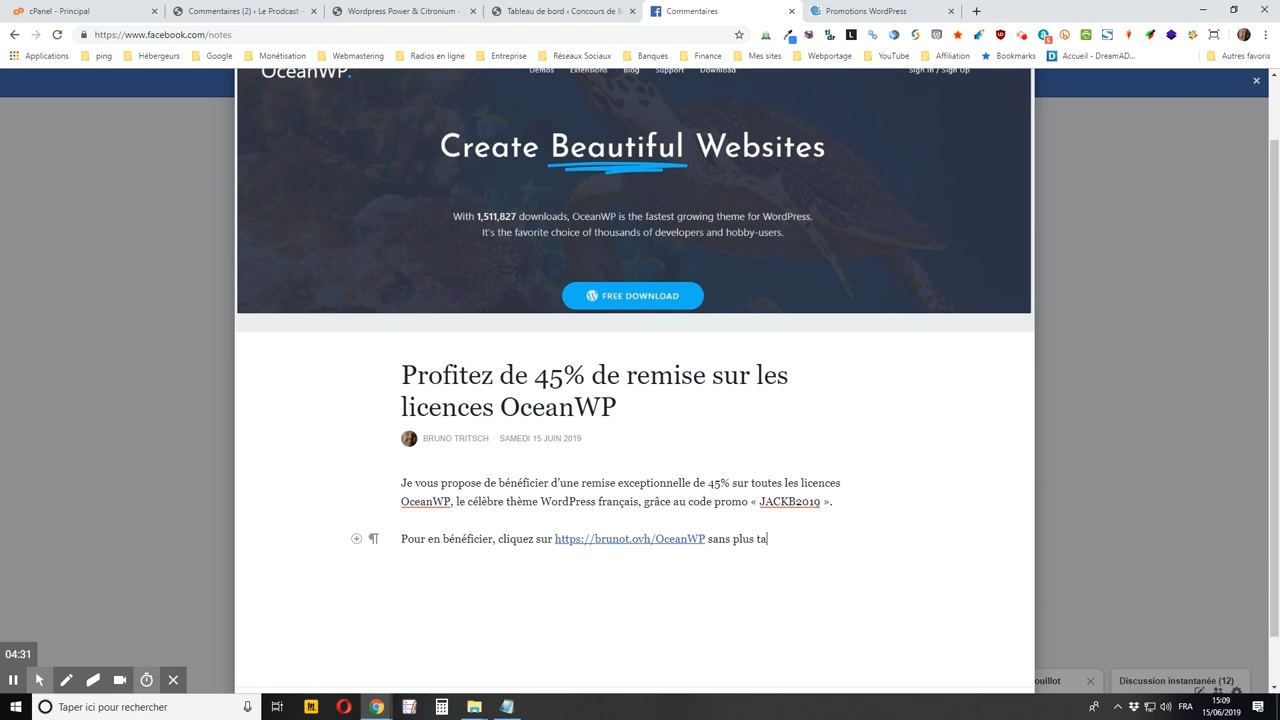 cPanel - Principal
Commentaires (2) ‹ Le Prodcast -
Wordpress Power & Citronium -
Tableau de bord ‹ Concours de B
Commentaires
Promotions WordPress
https://www.facebook.com/notes
Applications
ping
Hébergeurs
Google
Monétisation
Webmastering
Radios en ligne
Entreprise
Réseaux Sociaux
Banques
Finance
Mes sites
Webportage
YouTube
Affiliation
Bookmarks
Accueil - DreamAD...
Autres favoris
OceanWP.
Demos
Extensions
Blog
Support
Download
Sign In / Sign Up
Create Beautiful Websites
With 1,511,827 downloads, OceanWP is the fastest growing theme for WordPress.
It's the favorite choice of thousands of developers and hobby-users.
FREE DOWNLOAD
Profitez de 45% de remise sur les
licences OceanWP
BRUNO TRITSCH · SAMEDI 15 JUIN 2019
Je vous propose de bénéficier d'une remise exceptionnelle de 45% sur toutes les licences
OceanWP, le célèbre thème WordPress français, grâce au code promo « JACKB2019 ».
Pour en bénéficier, cliquez sur https://brunot.ovh/OceanWP sans plus ta
04:31
ouillot
Discussion instantanée (12)
Taper ici pour rechercher
FRA
15:09
15/06/2019